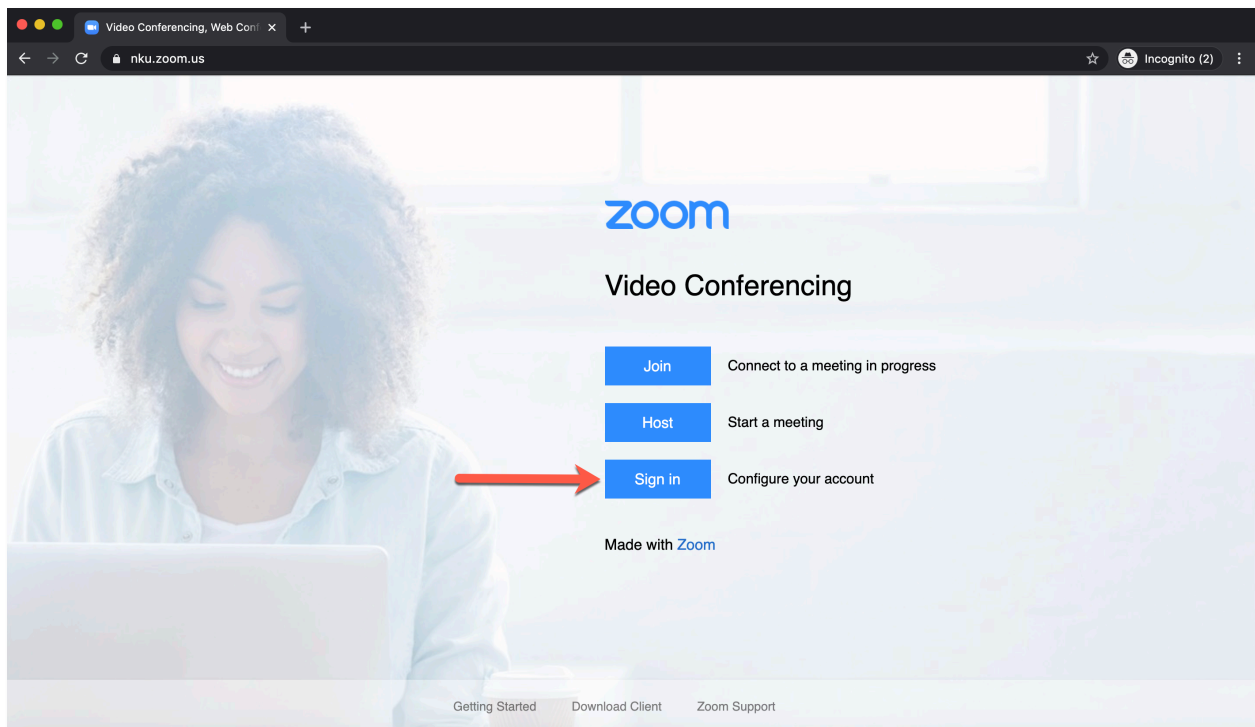 Video Conferencing, Web Conf
nku.zoom.us
Incognito (2)
zoom
Video Conferencing
Join Connect to a meeting in progress
Host Start a meeting
Sign in Configure your account
Made with Zoom
Getting Started Download Client Zoom Support